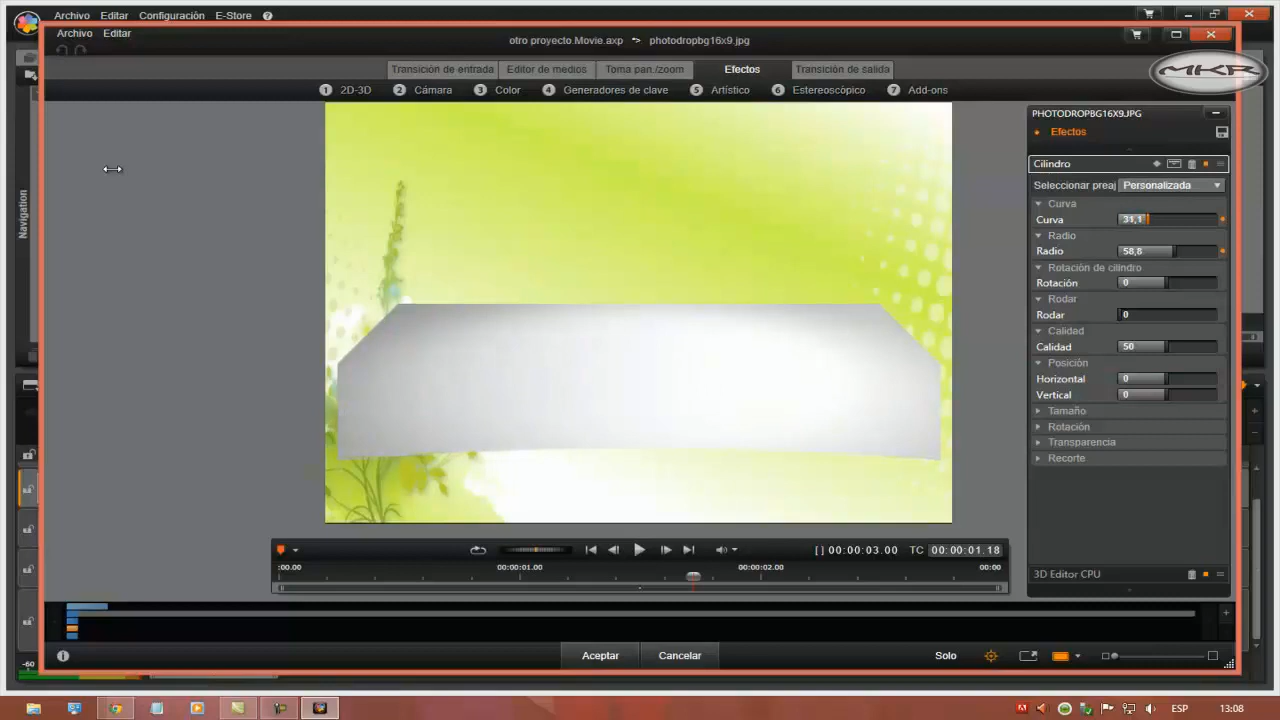 Archivo Editar Configuración E-Store ?
Archivo Editar
otro proyecto.Movie.axp -> photodropbg16x9.jpg
Transición de entrada Editor de medios Toma pan./zoom Efectos Transición de salida
MKR
1 2D-3D 2 Cámara 3 Color 4 Generadores de clave 5 Artístico 6 Estereoscópico 7 Add-ons
PHOTODROPBG16X9.JPG
Efectos
Cilindro
Seleccionar preaj Personalizada
Curva
Curva 31,1
Radio
Radio 58,8
Rotación de cilindro
Rotación 0
Rodar
Rodar 0
Calidad
Calidad 50
Posición
Horizontal 0
Vertical 0
Tamaño
Rotación
Transparencia
Recorte
Navigation
[ ] 00:00:03.00 TC 00:00:01.18
:00.00 00:00:01.00 00:00:02.00 00:00
3D Editor CPU
Aceptar Cancelar Solo
-60
ESP 13:08